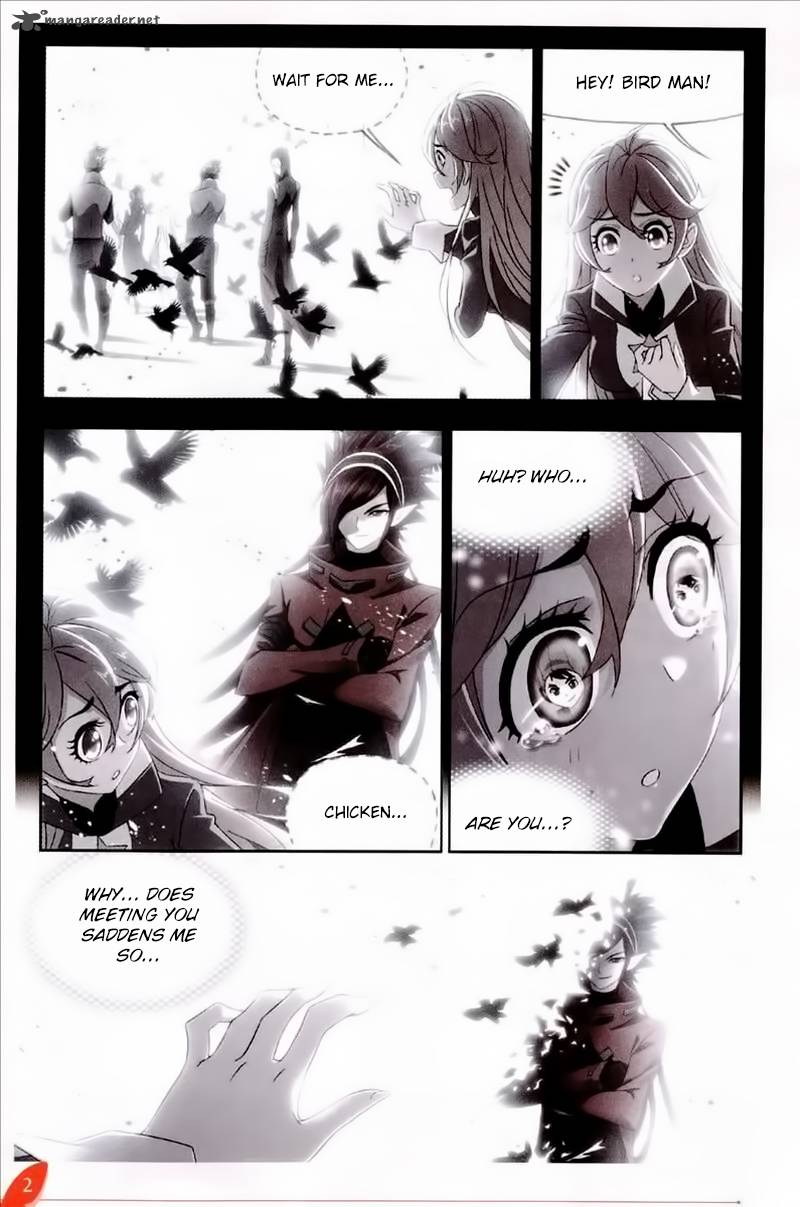 mangareader.net
WAIT FOR ME...
HEY! BIRD MAN!
CHICKEN...
HUH? WHO...
ARE YOU...?
WHY... DOES
MEETING YOU
SADDENS ME
SO...
2